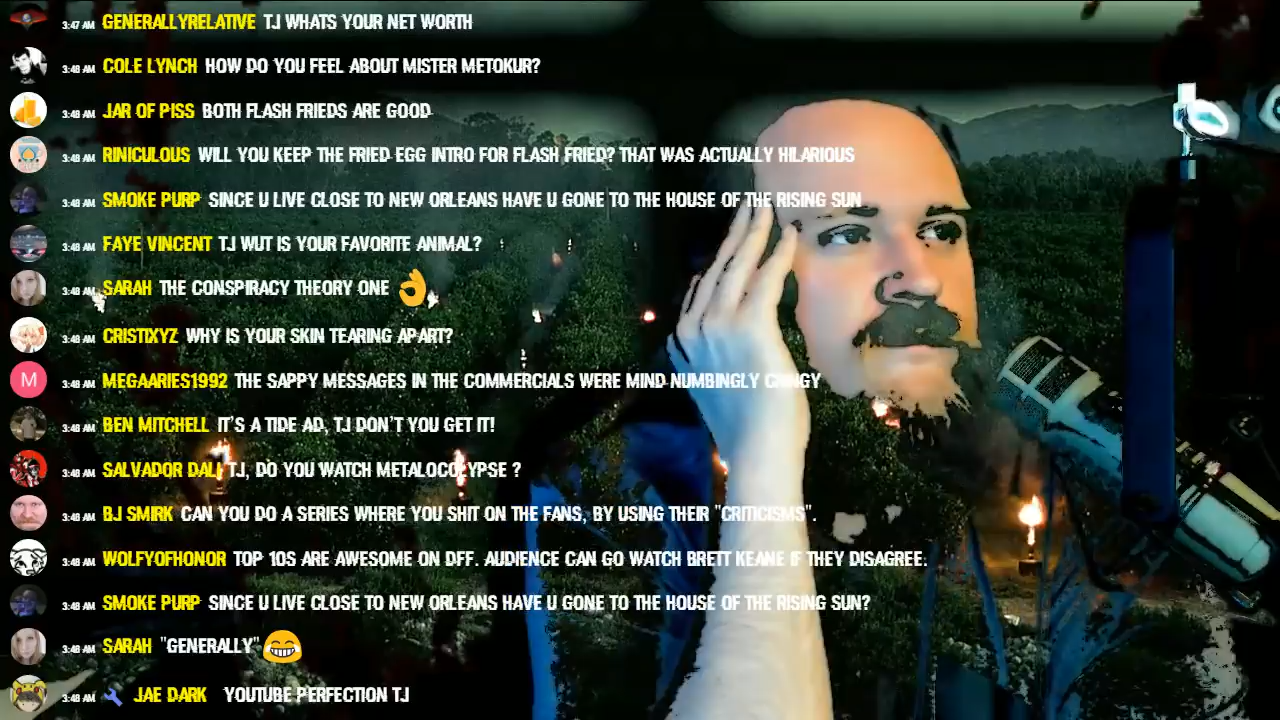 3:47 AM GENERALLYRELATIVE TJ WHATS YOUR NET WORTH
3:48 AM COLE LYNCH HOW DO YOU FEEL ABOUT MISTER METOKUR?
3:48 AM JAR OF PISS BOTH FLASH FRIEDS ARE GOOD
3:48 AM RINICULOUS WILL YOU KEEP THE FRIED EGG INTRO FOR FLASH FRIED? THAT WAS ACTUALLY HILARIOUS
3:48 AM SMOKE PURP SINCE U LIVE CLOSE TO NEW ORLEANS HAVE U GONE TO THE HOUSE OF THE RISING SUN
3:48 AM FAYE VINCENT TJ WUT IS YOUR FAVORITE ANIMAL?
3:48 AM SARAH THE CONSPIRACY THEORY ONE 👌
3:48 AM CRISTIXYZ WHY IS YOUR SKIN TEARING APART?
M 3:48 AM MEGAARIES1992 THE SAPPY MESSAGES IN THE COMMERCIALS WERE MIND NUMBINGLY CRINGY
3:48 AM BEN MITCHELL IT'S A TIDE AD, TJ DON'T YOU GET IT!
3:48 AM SALVADOR DALI TJ, DO YOU WATCH METALOCOLYPSE ?
3:48 AM BJ SMIRK CAN YOU DO A SERIES WHERE YOU SHIT ON THE FANS, BY USING THEIR "CRITICISMS".
3:48 AM WOLFYOFHONOR TOP 10S ARE AWESOME ON DFF. AUDIENCE CAN GO WATCH BRETT KEANE IF THEY DISAGREE.
3:48 AM SMOKE PURP SINCE U LIVE CLOSE TO NEW ORLEANS HAVE U GONE TO THE HOUSE OF THE RISING SUN?
3:48 AM SARAH "GENERALLY" 😂
3:48 AM JAE DARK YOUTUBE PERFECTION TJ